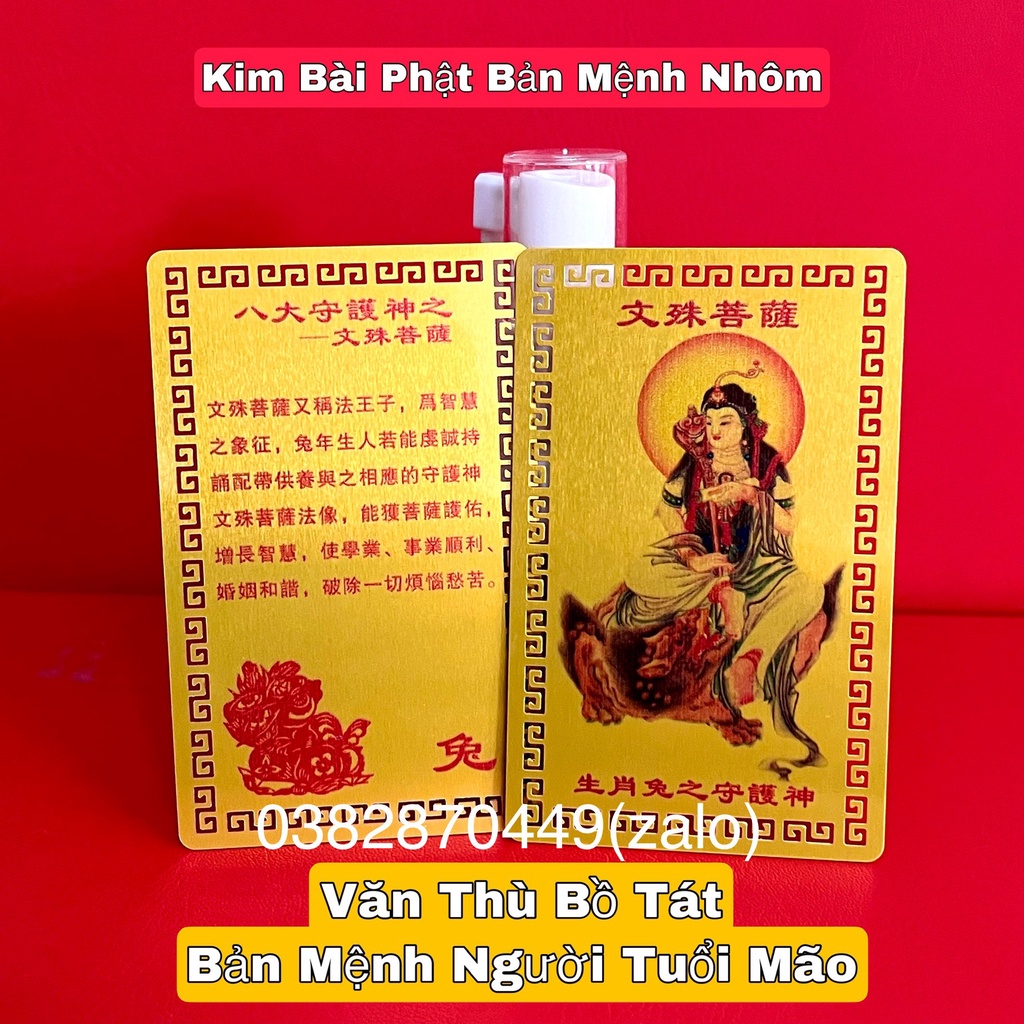 Kim Bài Phật Bản Mệnh Nhôm
八大守護神之
—文殊菩薩
文殊菩薩又稱法王子，爲智慧
之象征，兔年生人若能虔誠持
誦配帶供養與之相應的守護神
文殊菩薩法像，能獲菩薩護佑，
增長智慧，使學業、事業順利、
婚姻和諧，破除一切煩惱愁苦。
兔
文殊菩薩
生肖兔之守護神
0382870449(zalo)
Văn Thù Bồ Tát
Bản Mệnh Người Tuổi Mão